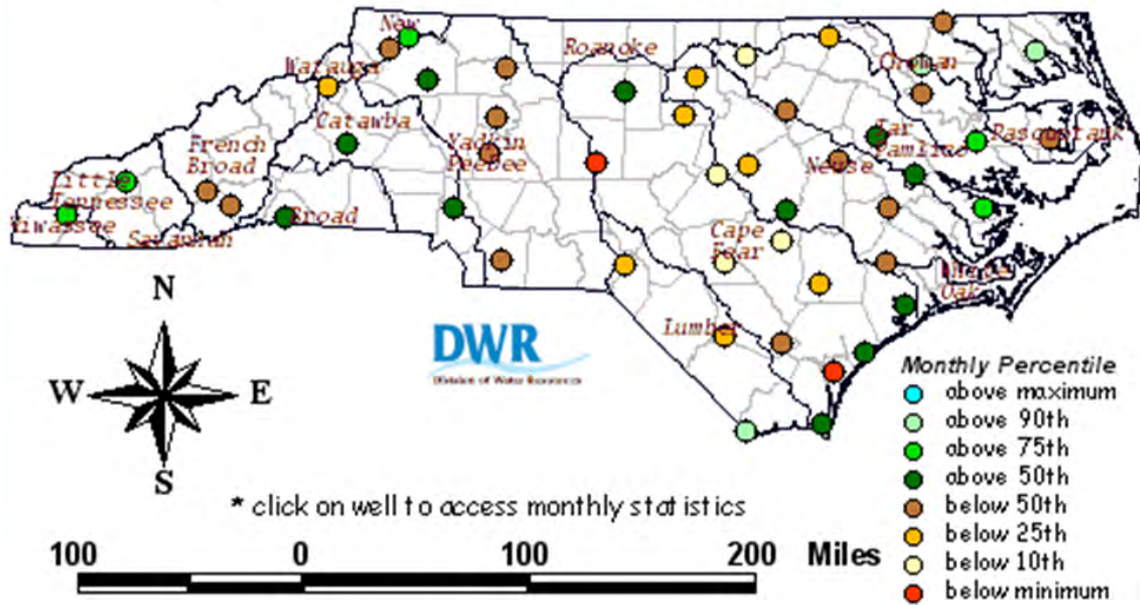 New
Roanoke
Watauga
Chowan
Catawba
Tar
Pamlico
Pasquotank
French
Broad
Yadkin
PeeDee
Neuse
Little
Tennessee
Hiwassee
Savannah
Broad
Cape
Fear
White
Oak
Lumber
N
W
E
S
DWR
Division of Water Resources
Monthly Percentile
above maximum
above 90th
above 75th
above 50th
below 50th
below 25th
below 10th
below minimum
* click on well to access monthly statistics
100 0 100 200 Miles